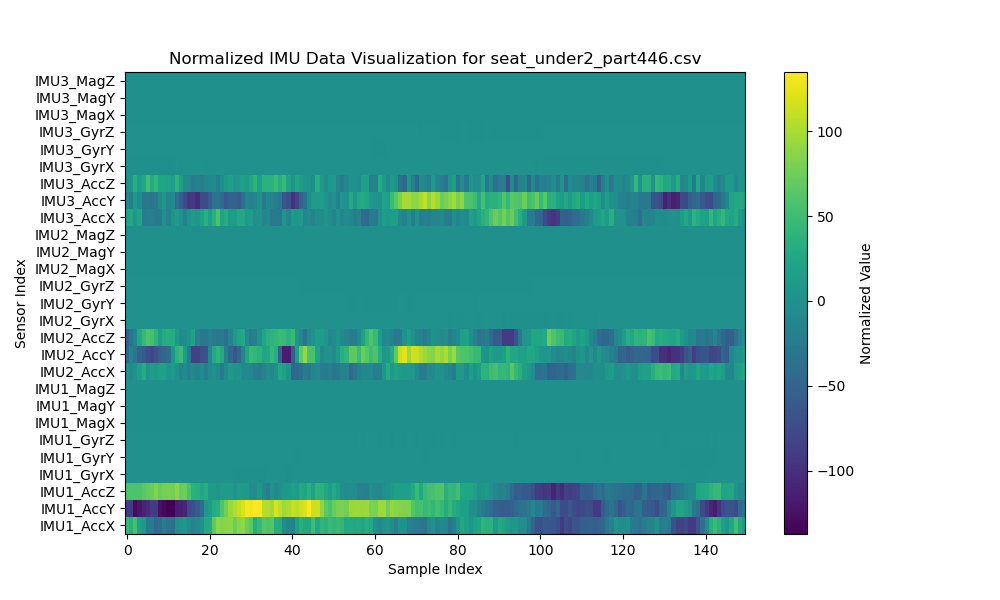 Normalized IMU Data Visualization for seat_under2_part446.csv
IMU3_MagZ
IMU3_MagY
IMU3_MagX
IMU3_GyrZ
IMU3_GyrY
IMU3_GyrX
IMU3_AccZ
IMU3_AccY
IMU3_AccX
IMU2_MagZ
IMU2_MagY
IMU2_MagX
IMU2_GyrZ
IMU2_GyrY
IMU2_GyrX
IMU2_AccZ
IMU2_AccY
IMU2_AccX
IMU1_MagZ
IMU1_MagY
IMU1_MagX
IMU1_GyrZ
IMU1_GyrY
IMU1_GyrX
IMU1_AccZ
IMU1_AccY
IMU1_AccX
Sensor Index
0 20 40 60 80 100 120 140
Sample Index
100
50
0
−50
−100
Normalized Value